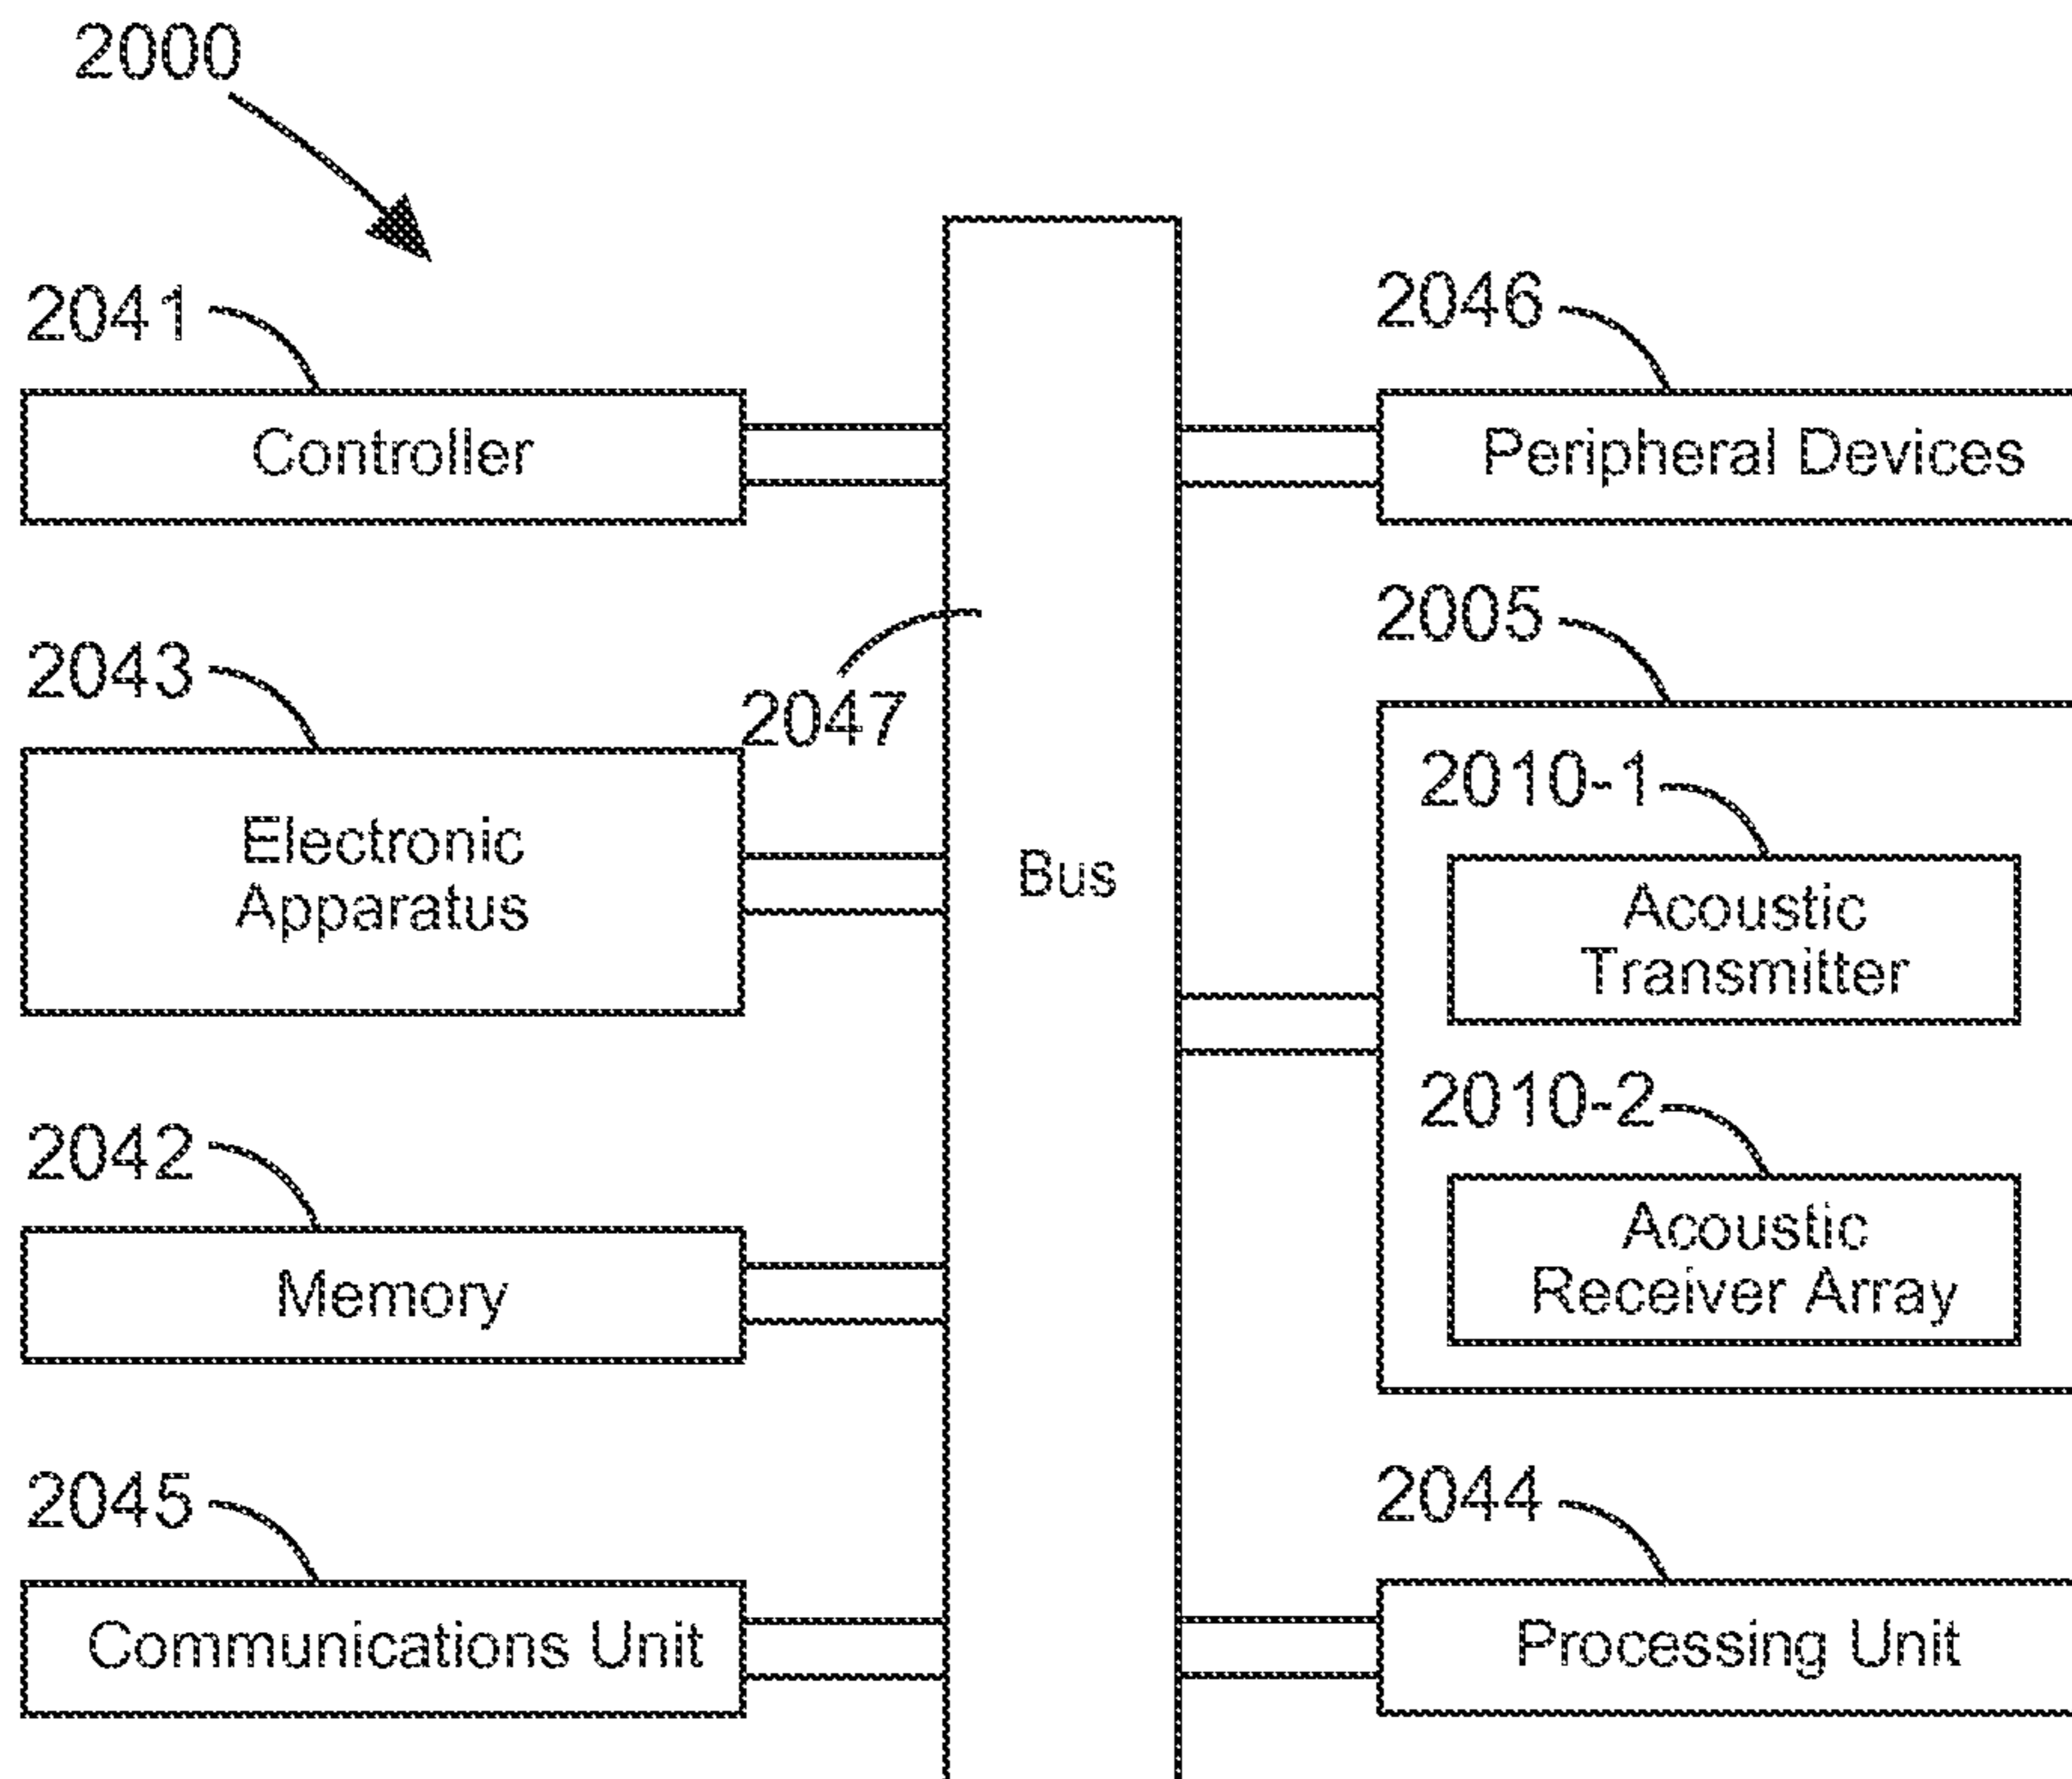 2000
2041
Controller
2046
Peripheral Devices
2043
Electronic
Apparatus
2047
Bus
2005
2010-1
Acoustic
Transmitter
2010-2
Acoustic
Receiver Array
2042
Memory
2045
Communications Unit
2044
Processing Unit